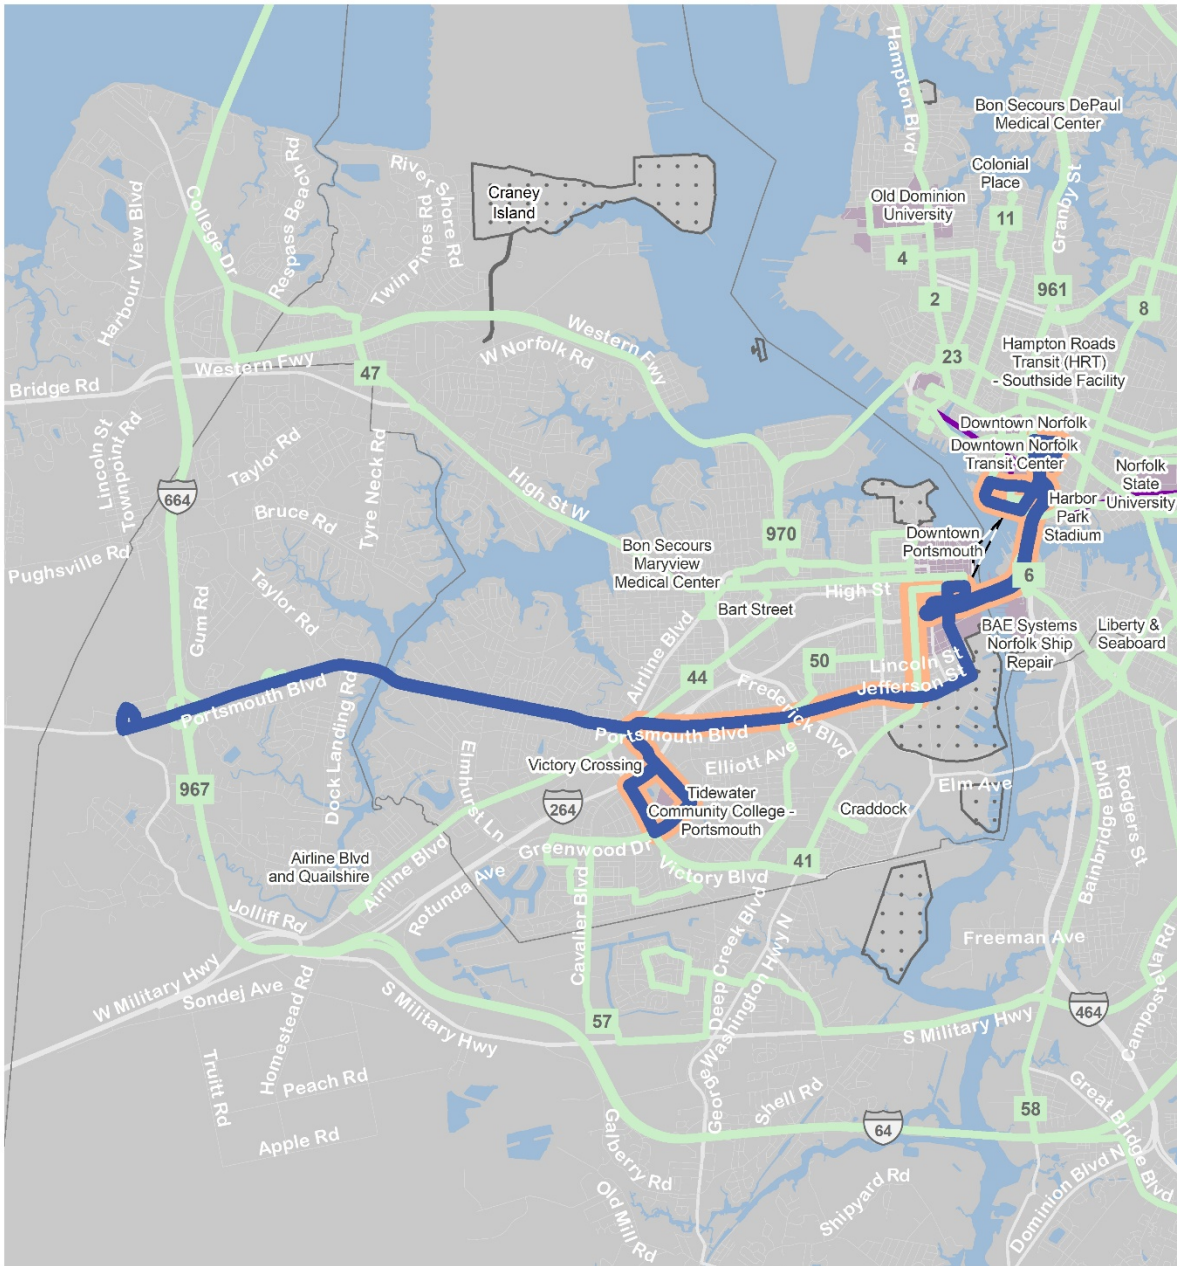 Hampton Blvd
Bon Secours DePaul
Medical Center
River Shore Rd
Respass Beach Rd
Colonial
Place
Harbour View Blvd
College Dr
Twin Pines Rd
Craney
Island
Old Dominion
University
11
Granby St
4
961
2
8
Western Fwy
W Norfolk Rd
Hampton Roads
Transit (HRT)
- Southside Facility
23
Western Fwy
47
Bridge Rd
Lincoln St
Townpoint Rd
Taylor Rd
Tyre Neck Rd
Downtown Norfolk
Downtown Norfolk
Transit Center
Norfolk
State
University
664
High St W
Bruce Rd
Harbor
Park
Stadium
970
Downtown
Portsmouth
Pughsville Rd
Bon Secours
Maryview
Medical Center
6
Gum Rd
Taylor Rd
High St
Bart Street
BAE Systems
Norfolk Ship
Repair
Liberty &
Seaboard
Airline Blvd
50
44
Lincoln St
Jefferson St
Portsmouth Blvd
Dock Landing Rd
Frederick Blvd
Portsmouth Blvd
Elliott Ave
Victory Crossing
Elmhurst Ln
967
264
Tidewater
Community College -
Portsmouth
Craddock
Elm Ave
Bainbridge Blvd
Rodgers St
Greenwood Dr
Airline Blvd
and Quailshire
Airline Blvd
Rotunda Ave
Victory Blvd
41
Jolliff Rd
Cavalier Blvd
Deep Creek Blvd
George Washington Hwy N
Freeman Ave
Campostella Rd
W Military Hwy
Sondej Ave
Homestead Rd
S Military Hwy
57
S Military Hwy
464
Truitt Rd
Peach Rd
Shell Rd
58
Great Bridge Blvd
Apple Rd
Galberry Rd
64
Old Mill Rd
Shipyard Rd
Dominion Blvd N